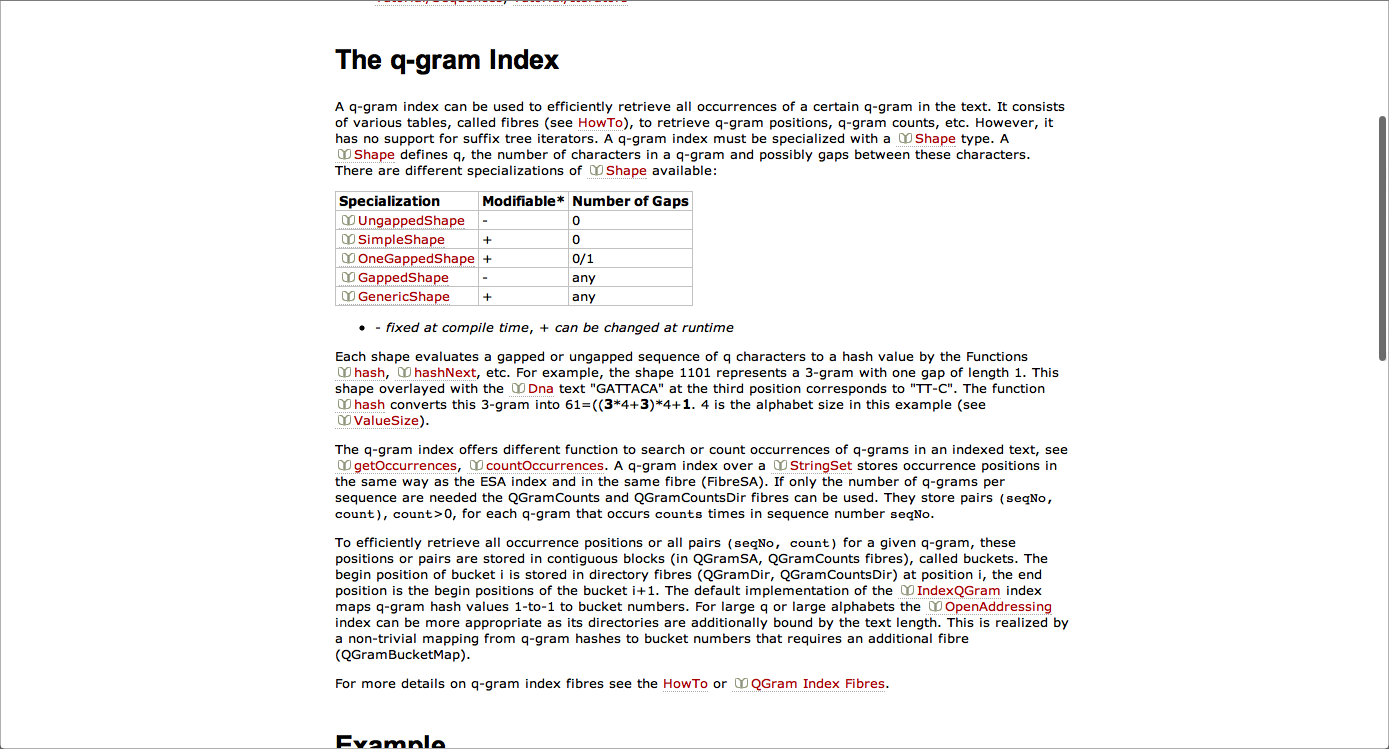 Tutorial/Sequences, Tutorial/Iterators
The q-gram Index
A q-gram index can be used to efficiently retrieve all occurrences of a certain q-gram in the text. It consists
of various tables, called fibres (see HowTo), to retrieve q-gram positions, q-gram counts, etc. However, it
has no support for suffix tree iterators. A q-gram index must be specialized with a Shape type. A
Shape defines q, the number of characters in a q-gram and possibly gaps between these characters.
There are different specializations of Shape available:
Specialization Modifiable* Number of Gaps
UngappedShape - 0
SimpleShape + 0
OneGappedShape + 0/1
GappedShape - any
GenericShape + any
• - fixed at compile time, + can be changed at runtime
Each shape evaluates a gapped or ungapped sequence of q characters to a hash value by the Functions
hash, hashNext, etc. For example, the shape 1101 represents a 3-gram with one gap of length 1. This
shape overlayed with the Dna text "GATTACA" at the third position corresponds to "TT-C". The function
hash converts this 3-gram into 61=((3*4+3)*4+1. 4 is the alphabet size in this example (see
ValueSize).
The q-gram index offers different function to search or count occurrences of q-grams in an indexed text, see
getOccurrences, countOccurrences. A q-gram index over a StringSet stores occurrence positions in
the same way as the ESA index and in the same fibre (FibreSA). If only the number of q-grams per
sequence are needed the QGramCounts and QGramCountsDir fibres can be used. They store pairs (seqNo,
count), count>0, for each q-gram that occurs counts times in sequence number seqNo.
To efficiently retrieve all occurrence positions or all pairs (seqNo, count) for a given q-gram, these
positions or pairs are stored in contiguous blocks (in QGramSA, QGramCounts fibres), called buckets. The
begin position of bucket i is stored in directory fibres (QGramDir, QGramCountsDir) at position i, the end
position is the begin positions of the bucket i+1. The default implementation of the IndexQGram index
maps q-gram hash values 1-to-1 to bucket numbers. For large q or large alphabets the OpenAddressing
index can be more appropriate as its directories are additionally bound by the text length. This is realized by
a non-trivial mapping from q-gram hashes to bucket numbers that requires an additional fibre
(QGramBucketMap).
For more details on q-gram index fibres see the HowTo or QGram Index Fibres.
Example